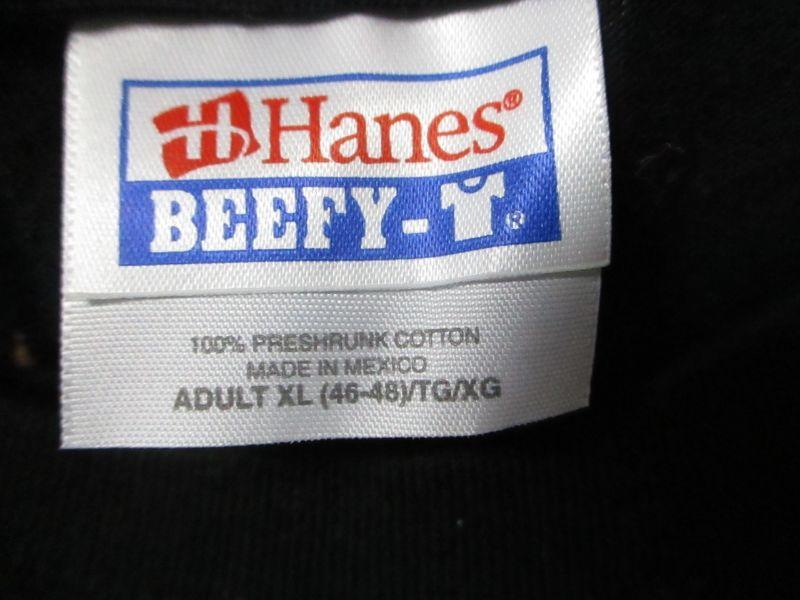 Hanes®
BEEFY-T®
100% PRESHRUNK COTTON
MADE IN MEXICO
ADULT XL (46-48)/TG/XG